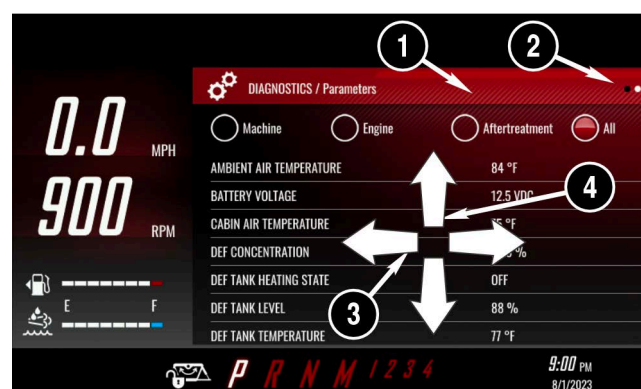 1
2
DIAGNOSTICS / Parameters
Machine Engine Aftertreatment All
0.0 MPH
AMBIENT AIR TEMPERATURE 84 °F
BATTERY VOLTAGE 12.5 VDC
4
900 RPM
CABIN AIR TEMPERATURE °F
DEF CONCENTRATION %
DEF TANK HEATING STATE OFF
E F
3
DEF TANK LEVEL 88 %
DEF TANK TEMPERATURE 77 °F
P R N M 1 2 3 4
9:00 PM
8/1/2023